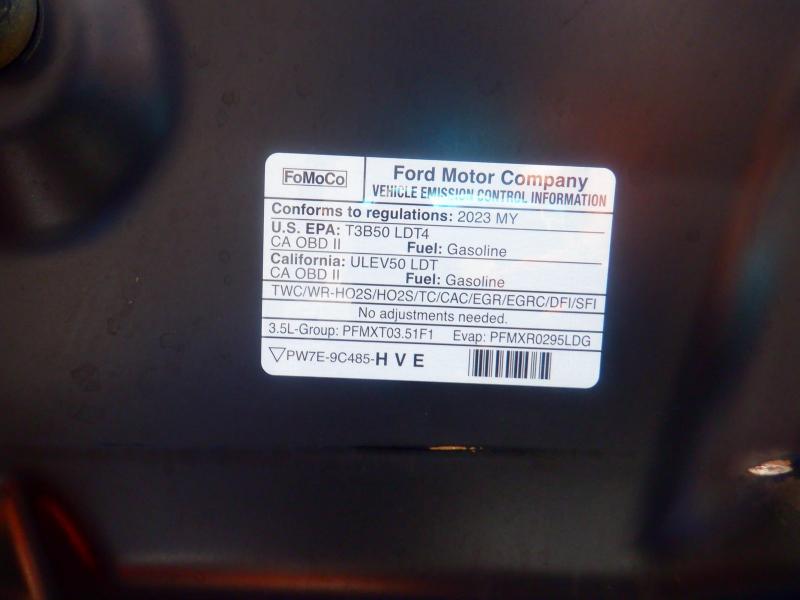 FoMoCo
Ford Motor Company
VEHICLE EMISSION CONTROL INFORMATION
Conforms to regulations: 2023 MY
U.S. EPA: T3B50 LDT4
CA OBD II Fuel: Gasoline
California: ULEV50 LDT
CA OBD II Fuel: Gasoline
TWC/WR-HO2S/HO2S/TC/CAC/EGR/EGRC/DFI/SFI
No adjustments needed.
3.5L-Group: PFMXT03.51F1 Evap: PFMXR0295LDG
▽PW7E-9C485-HVE